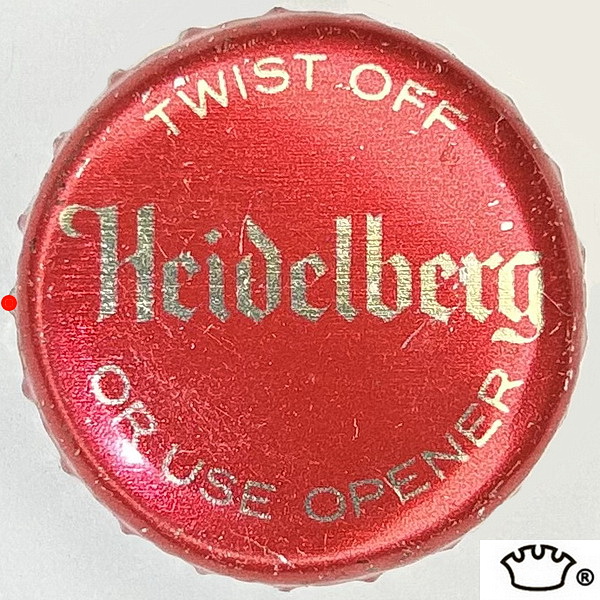 TWIST OFF
Heidelberg
OR USE OPENER
®